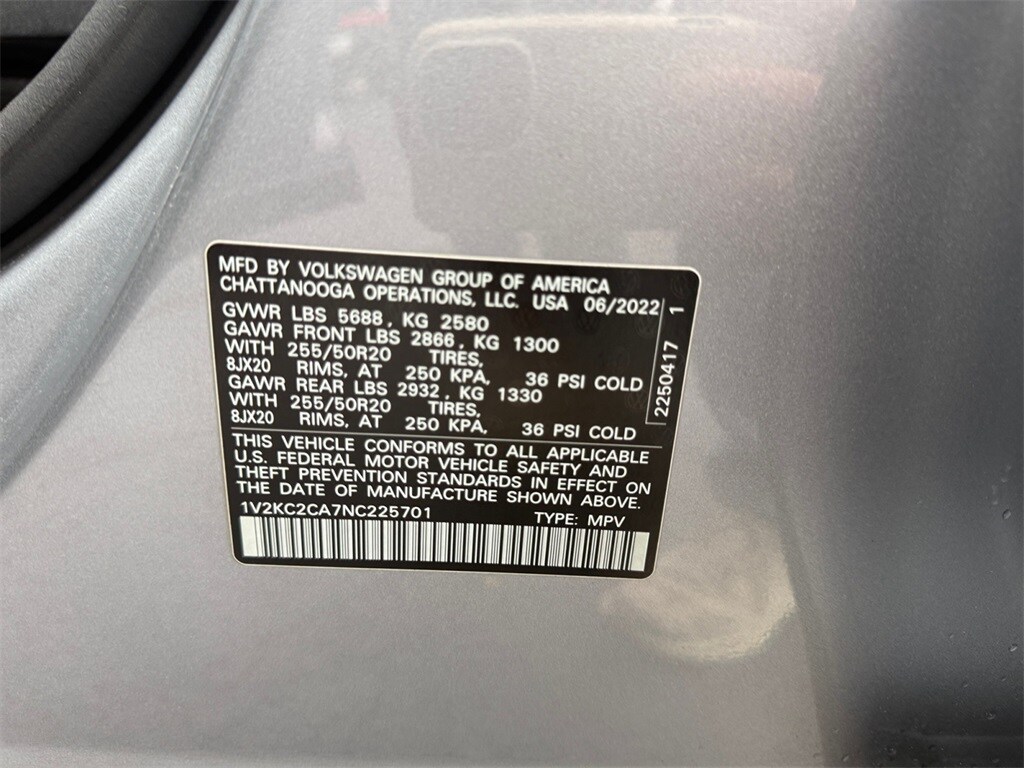 MFD BY VOLKSWAGEN GROUP OF AMERICA
CHATTANOOGA OPERATIONS, LLC. USA 06/2022
GVWR LBS 5688, KG 2580
GAWR FRONT LBS 2866, KG 1300
WITH 255/50R20 TIRES,
8JX20 RIMS, AT 250 KPA, 36 PSI COLD
GAWR REAR LBS 2932, KG 1330
WITH 255/50R20 TIRES,
8JX20 RIMS, AT 250 KPA, 36 PSI COLD
2250417 1
THIS VEHICLE CONFORMS TO ALL APPLICABLE
U.S. FEDERAL MOTOR VEHICLE SAFETY AND
THEFT PREVENTION STANDARDS IN EFFECT ON
THE DATE OF MANUFACTURE SHOWN ABOVE.
1V2KC2CA7NC225701 TYPE: MPV